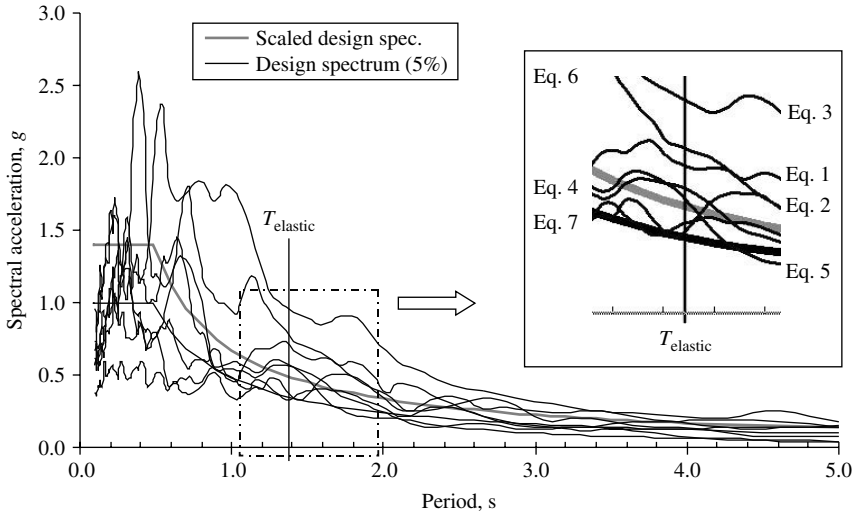 3.0
2.5
2.0
1.5
1.0
0.5
0.0
Spectral acceleration, g
Scaled design spec.
Design spectrum (5%)
T elastic
0.0 1.0 2.0 3.0 4.0 5.0
Period, s
Eq. 6
Eq. 3
Eq. 1
Eq. 4
Eq. 2
Eq. 7
Eq. 5
T elastic